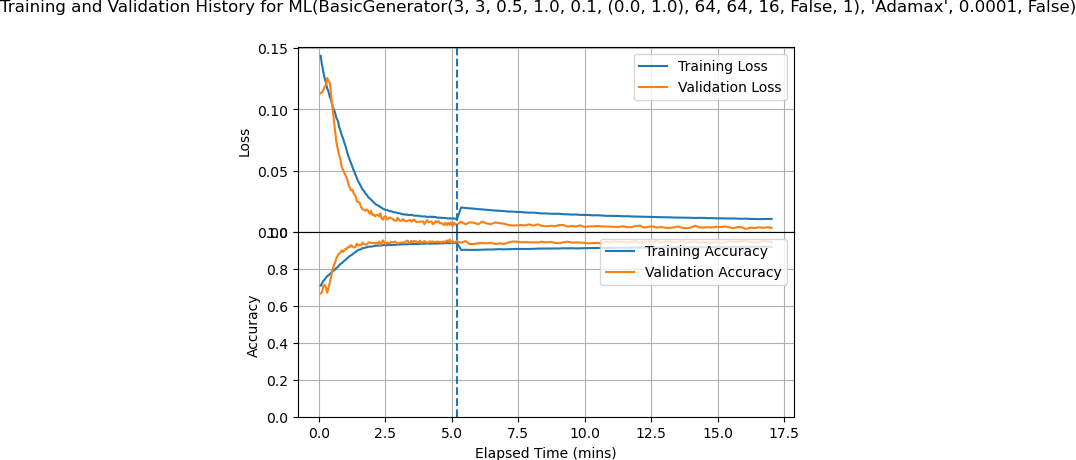 Training and Validation History for ML(BasicGenerator(3, 3, 0.5, 1.0, 0.1, (0.0, 1.0), 64, 64, 16, False, 1), 'Adamax', 0.0001, False)
0.15
Training Loss
Validation Loss
0.10
Loss
0.05
1.0
Training Accuracy
Validation Accuracy
0.8
0.6
Accuracy
0.4
0.2
0.0
0.0 2.5 5.0 7.5 10.0 12.5 15.0 17.5
Elapsed Time (mins)